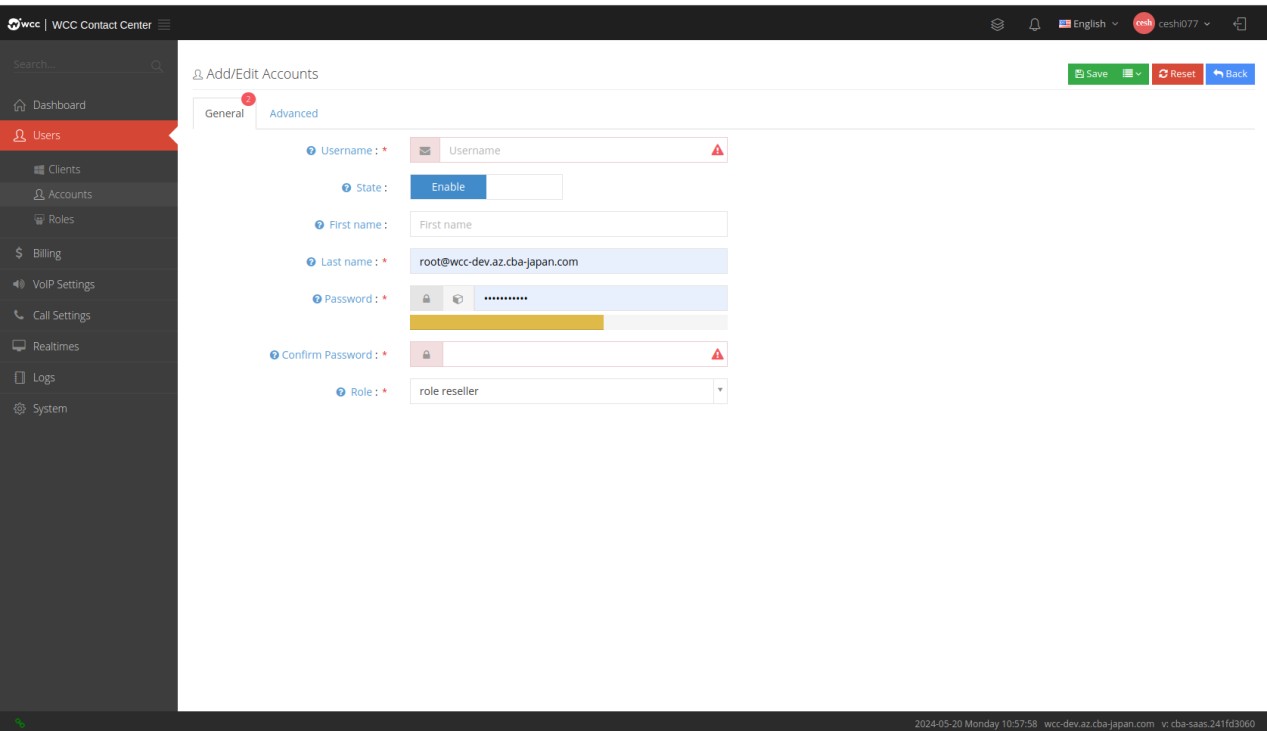 wcc | WCC Contact Center
English
cesh
ceshi077
Search...
Add/Edit Accounts
Save
Reset
Back
Dashboard
Users
Clients
Accounts
Roles
Billing
VoIP Settings
Call Settings
Realtimes
Logs
System
General
2
Advanced
Username : *
Username
State :
Enable
First name :
First name
Last name : *
root@wcc-dev.az.cba-japan.com
Password : *
•••••••••••
Confirm Password : *
Role : *
role reseller
2024-05-20 Monday 10:57:58 wcc-dev.az.cba-japan.com v: cba-saas.241fd3060